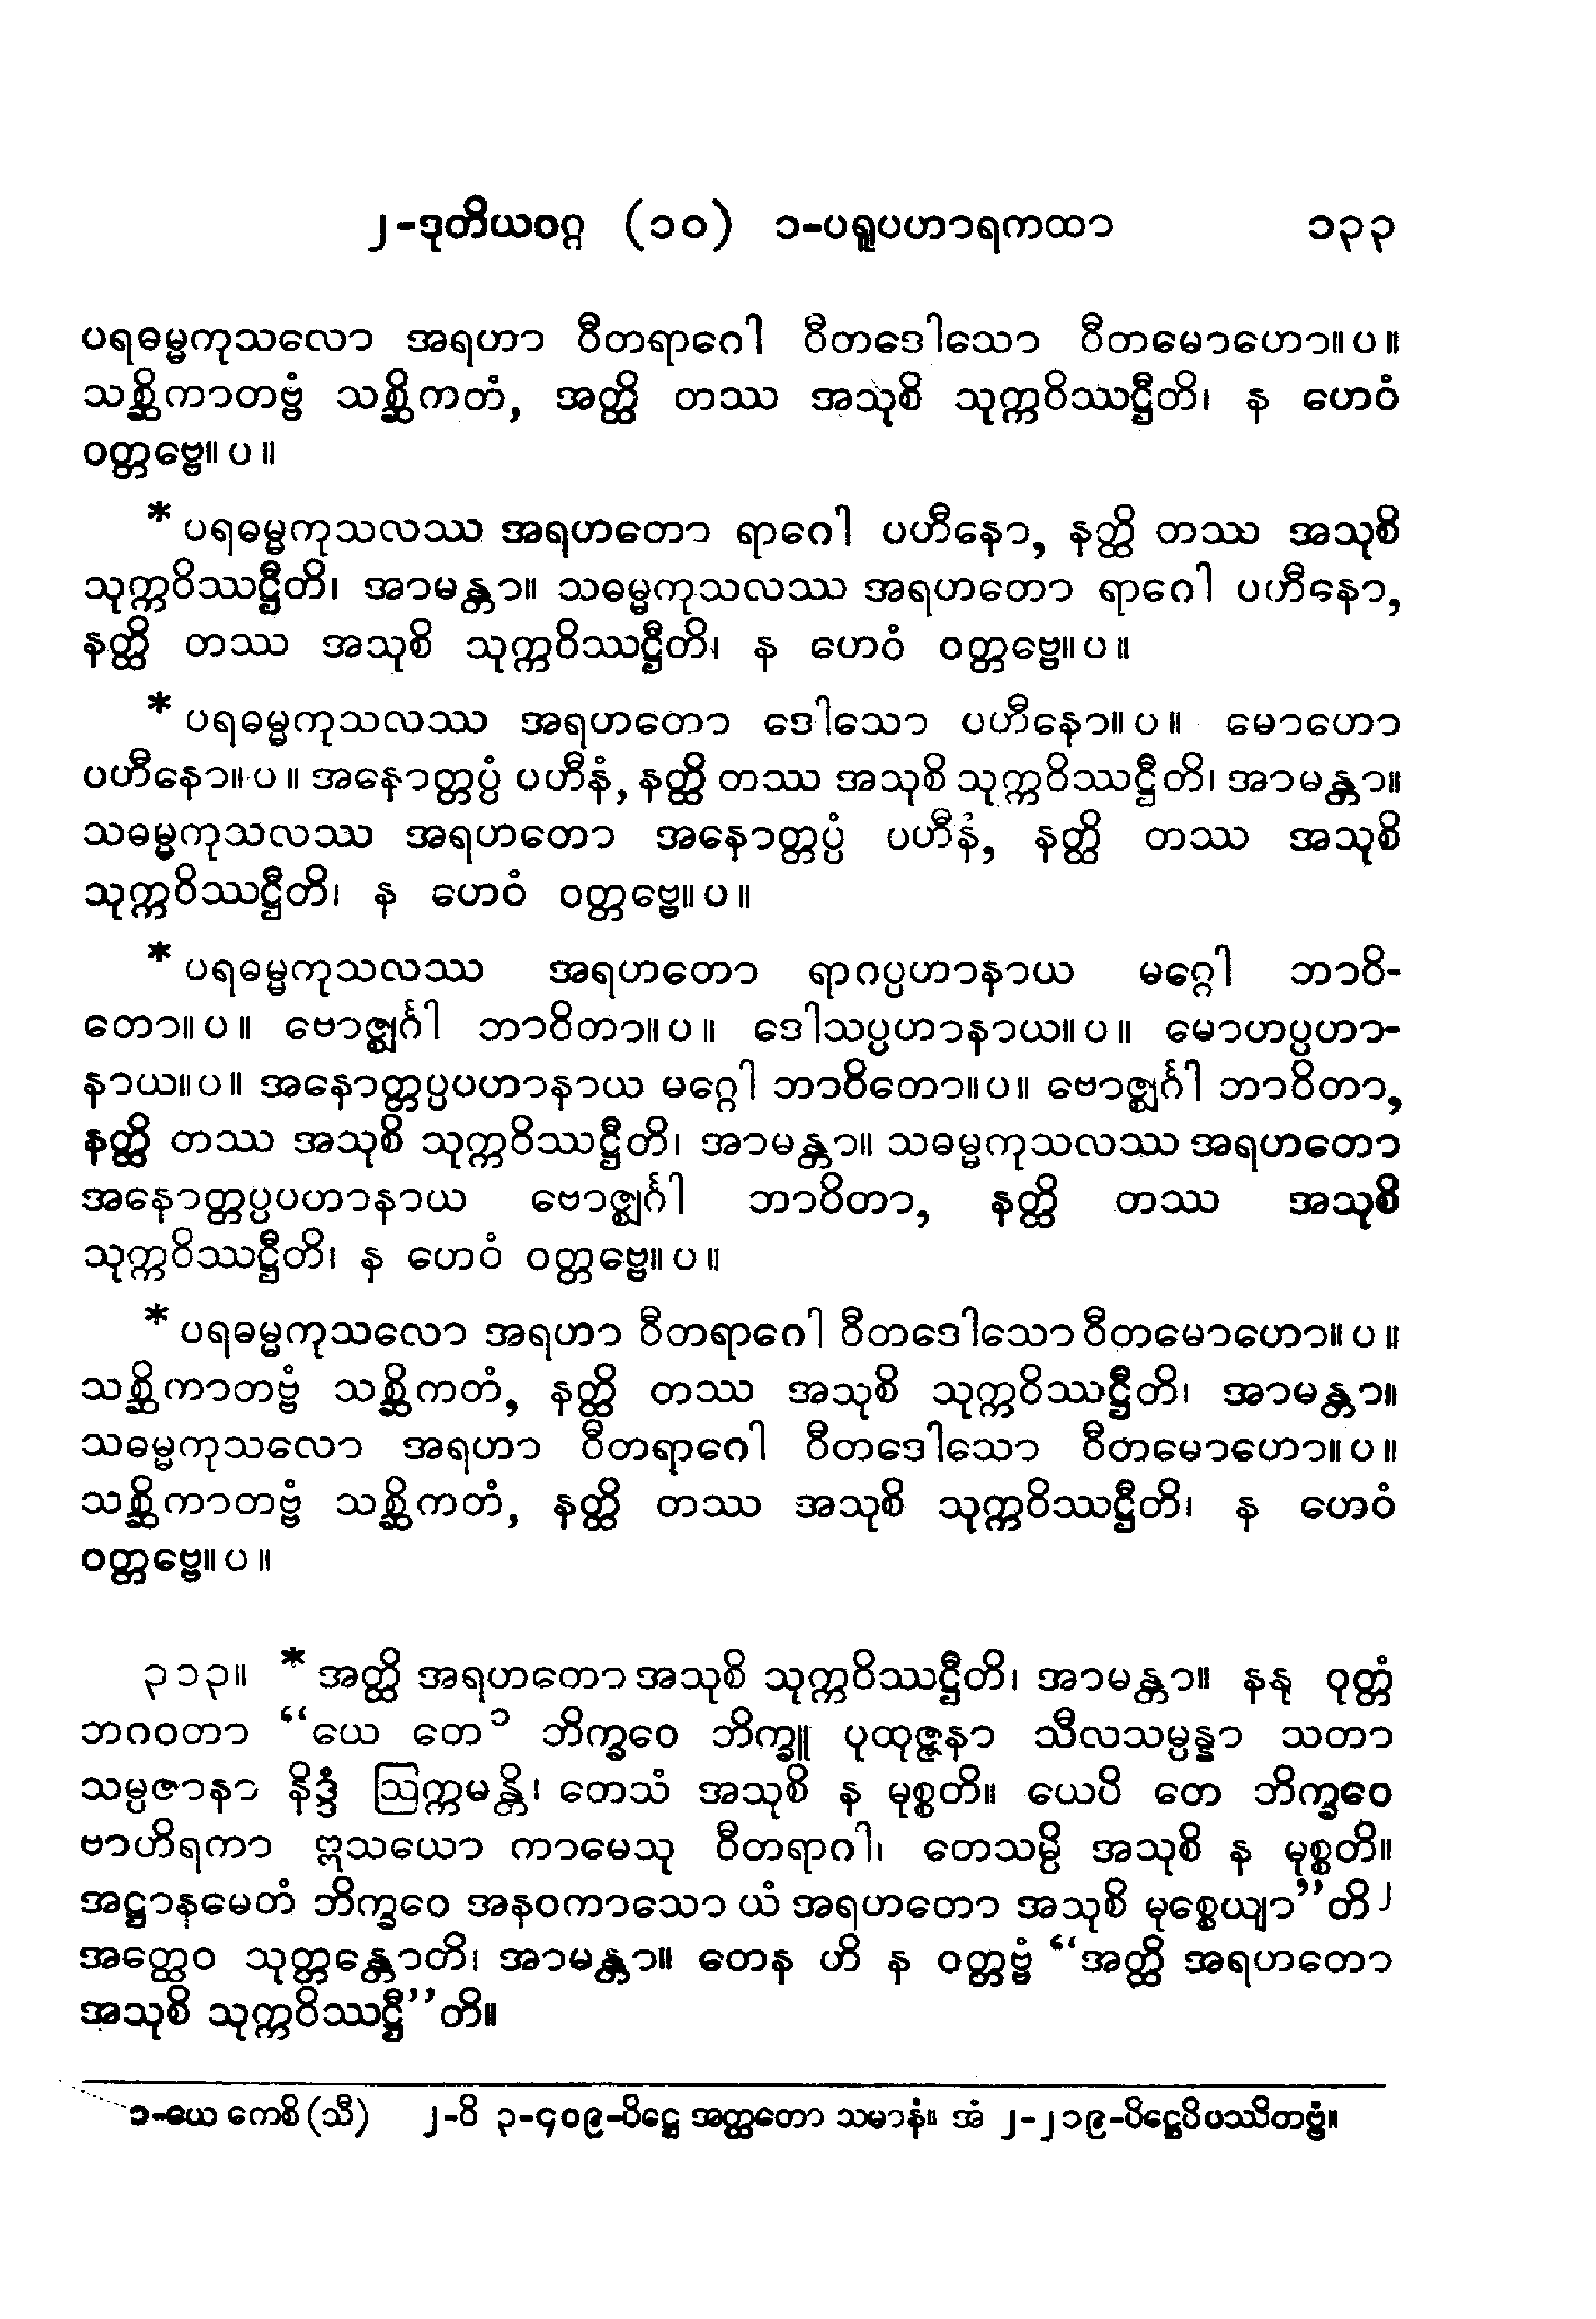 ၂-ဒုတိယဝဂ္ဂ (၁၀) ၁-ပရူပဟာရကထာ ၁၃၃
ပရဓမ္မကုသလော အရဟာ ဝီတရာဂေါ ဝီတဒေါသော ဝီတမောဟော။ပ။
သစ္ဆိကာတဗ္ဗံ သစ္ဆိကတံ, အတ္ထိ တဿ အသုစိ သုက္ကဝိဿဋ္ဌီတိ၊ န ဟေဝံ
ဝတ္တဗ္ဗေ။ပ။
* ပရဓမ္မကုသလဿ အရဟတော ရာဂေါ ပဟီနော, နတ္ထိ တဿ အသုစိ
သုက္ကဝိဿဋ္ဌီတိ၊ အာမန္တာ။ သဓမ္မကုသလဿ အရဟတော ရာဂေါ ပဟီနော,
နတ္ထိ တဿ အသုစိ သုက္ကဝိဿဋ္ဌီတိ၊ န ဟေဝံ ဝတ္တဗ္ဗေ။ပ။
* ပရဓမ္မကုသလဿ အရဟတော ဒေါသော ပဟီနော။ပ။ မောဟော
ပဟီနော။ပ။ အနောတ္တပ္ပံ ပဟီနံ, နတ္ထိ တဿ အသုစိ သုက္ကဝိဿဋ္ဌီတိ၊ အာမန္တာ။
သဓမ္မကုသလဿ အရဟတော အနောတ္တပ္ပံ ပဟီနံ, နတ္ထိ တဿ အသုစိ
သုက္ကဝိဿဋ္ဌီတိ၊ န ဟေဝံ ဝတ္တဗ္ဗေ။ပ။
* ပရဓမ္မကုသလဿ အရဟတော ရာဂပ္ပဟာနာယ မဂ္ဂေါ ဘာဝိ-
တော။ပ။ ဗောဇ္ဈင်္ဂါ ဘာဝိတာ။ပ။ ဒေါသပ္ပဟာနာယ။ပ။ မောဟပ္ပဟာ-
နာယ။ပ။ အနောတ္တပ္ပပဟာနာယ မဂ္ဂေါ ဘာဝိတော။ပ။ ဗောဇ္ဈင်္ဂါ ဘာဝိတာ,
နတ္ထိ တဿ အသုစိ သုက္ကဝိဿဋ္ဌီတိ၊ အာမန္တာ။ သဓမ္မကုသလဿ အရဟတော
အနောတ္တပ္ပပဟာနာယ ဗောဇ္ဈင်္ဂါ ဘာဝိတာ, နတ္ထိ တဿ အသုစိ
သုက္ကဝိဿဋ္ဌီတိ၊ န ဟေဝံ ဝတ္တဗ္ဗေ။ပ။
* ပရဓမ္မကုသလော အရဟာ ဝီတရာဂေါ ဝီတဒေါသော ဝီတမောဟော။ပ။
သစ္ဆိကာတဗ္ဗံ သစ္ဆိကတံ, နတ္ထိ တဿ အသုစိ သုက္ကဝိဿဋ္ဌီတိ၊ အာမန္တာ။
သဓမ္မကုသလော အရဟာ ဝီတရာဂေါ ဝီတဒေါသော ဝီတမောဟော။ပ။
သစ္ဆိကာတဗ္ဗံ သစ္ဆိကတံ, နတ္ထိ တဿ အသုစိ သုက္ကဝိဿဋ္ဌီတိ၊ န ဟေဝံ
ဝတ္တဗ္ဗေ။ပ။
၃၁၃။ * အတ္ထိ အရဟတော အသုစိ သုက္ကဝိဿဋ္ဌီတိ၊ အာမန္တာ။ နနု ဝုတ္တံ
ဘဂဝတာ “ယေ တေ၁ ဘိက္ခဝေ ဘိက္ခူ ပုထုဇ္ဇနာ သီလသမ္ပန္နာ သတာ
သမ္ပဇာနာ နိဒ္ဒံ ဩက္ကမန္တိ၊ တေသံ အသုစိ န မုစ္စတိ။ ယေပိ တေ ဘိက္ခဝေ
ဗာဟိရကာ ဣသယော ကာမေသု ဝီတရာဂါ၊ တေသမ္ပိ အသုစိ န မုစ္စတိ။
အဋ္ဌာနမေတံ ဘိက္ခဝေ အနဝကာသော ယံ အရဟတော အသုစိ မုစ္စေယျာ”တိ၂
အတ္ထေဝ သုတ္တန္တောတိ၊ အာမန္တာ။ တေန ဟိ န ဝတ္တဗ္ဗံ “အတ္ထိ အရဟတော
အသုစိ သုက္ကဝိဿဋ္ဌီ”တိ။
၁-ယေ ကေစိ (သီ) ၂-ဝိ ၃-၄၀၉-ပိဋ္ဌေ အတ္ထတော သမာနံ။ အံ ၂-၂၁၉-ပိဋ္ဌေပိ ပဿိတဗ္ဗံ။